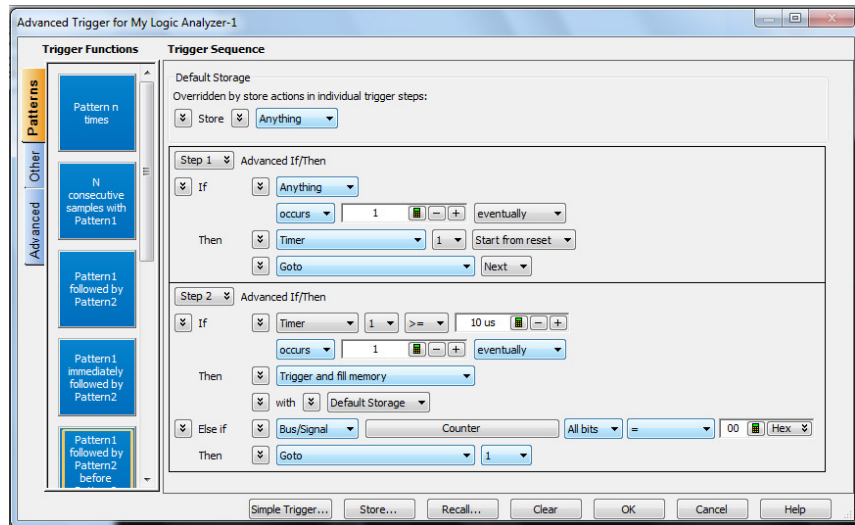 Advanced Trigger for My Logic Analyzer-1
Trigger Functions
Trigger Sequence
Patterns
Other
Advanced
Pattern n
times
N
consecutive
samples with
Pattern1
Pattern1
followed by
Pattern2
Pattern1
immediately
followed by
Pattern2
Pattern1
followed by
Pattern2
before
Default Storage
Overridden by store actions in individual trigger steps:
Store Anything
Step 1 Advanced If/Then
If Anything
occurs 1 - + eventually
Then Timer 1 Start from reset
Goto Next
Step 2 Advanced If/Then
If Timer 1 >= 10 us - +
occurs 1 - + eventually
Then Trigger and fill memory
with Default Storage
Else if Bus/Signal Counter All bits = 00 Hex
Then Goto 1
Simple Trigger... Store... Recall... Clear OK Cancel Help